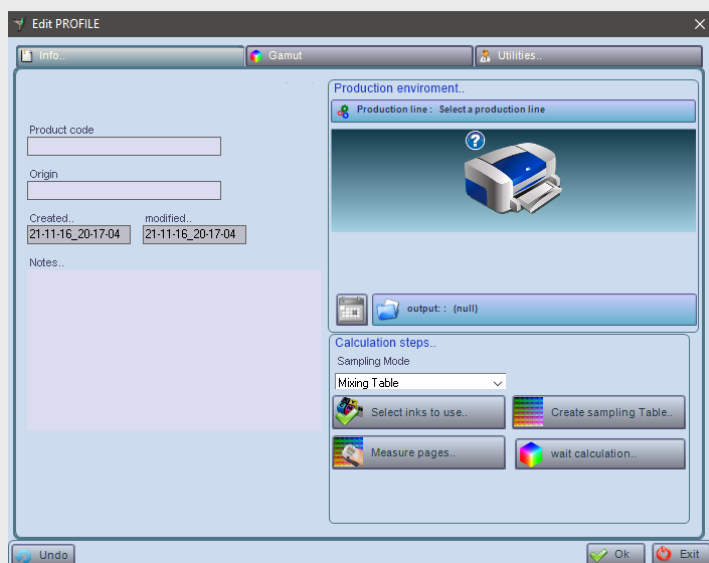 Edit PROFILE
Info..
Gamut
Utilities..
Product code
Origin
Created..
modified..
21-11-16_20-17-04
21-11-16_20-17-04
Notes..
Production enviroment..
Production line : Select a production line
?
output: : (null)
Calculation steps..
Sampling Mode
Mixing Table
Select inks to use..
Create sampling Table..
Measure pages..
wait calculation..
Undo
Ok
Exit